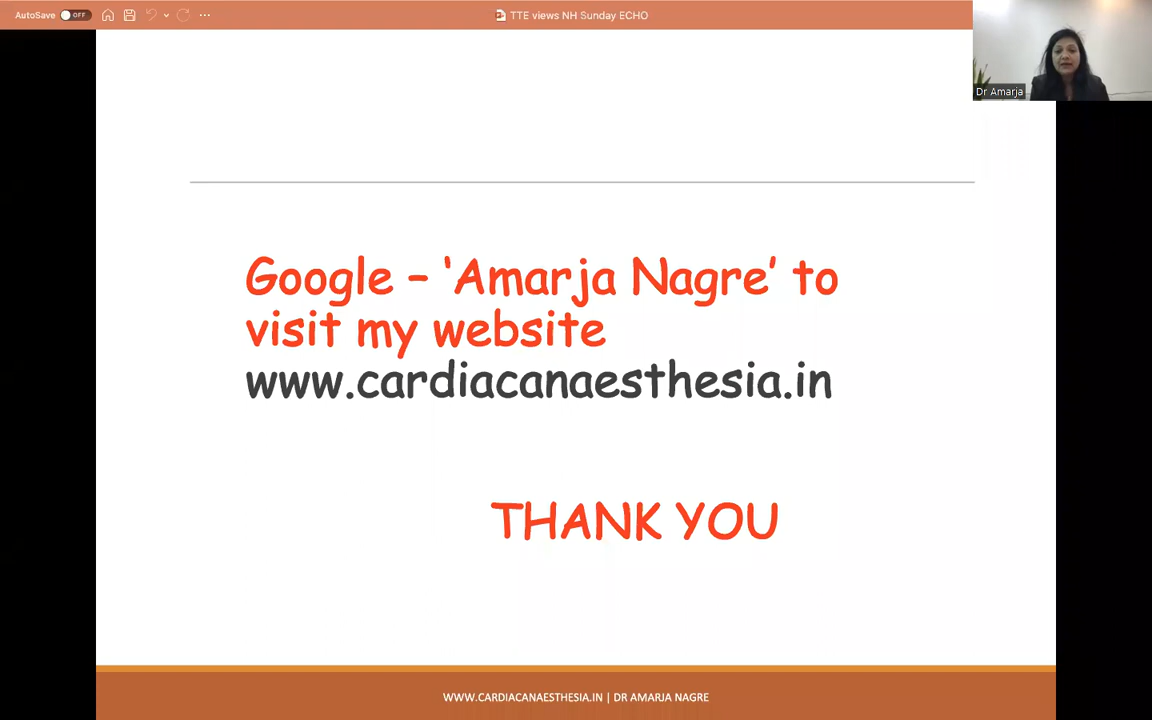 AutoSave OFF
TTE views NH Sunday ECHO
Dr Amarja
Google – ‘Amarja Nagre’ to
visit my website
www.cardiacanaesthesia.in
THANK YOU
WWW.CARDIACANAESTHESIA.IN | DR AMARJA NAGRE